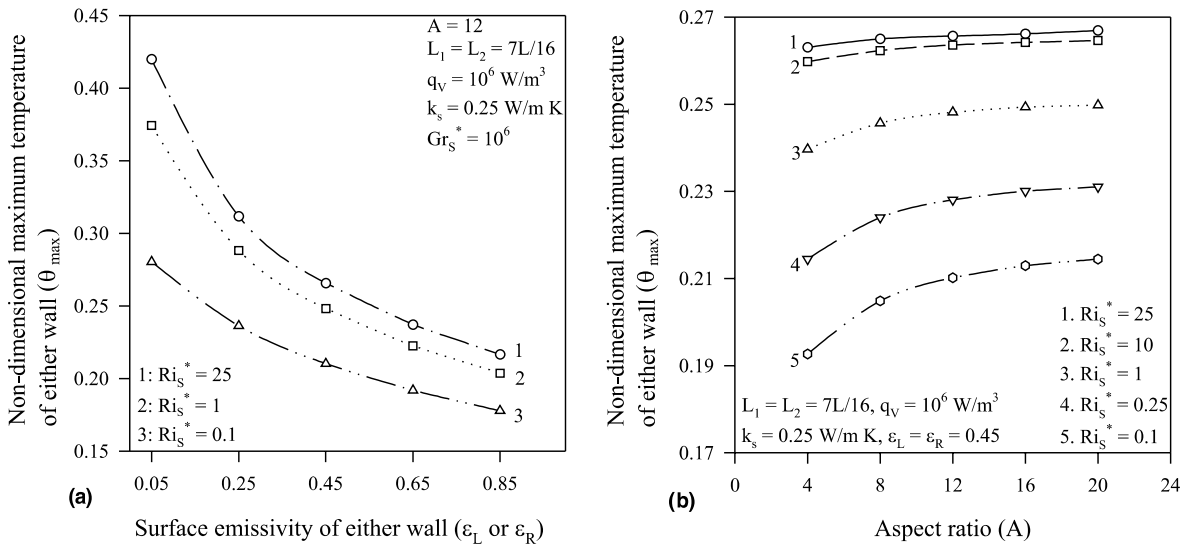 Non-dimensional maximum temperature
of either wall (θmax)
0.45
0.40
0.35
0.30
0.25
0.20
0.15
A = 12
L1 = L2 = 7L/16
qV = 10^6 W/m^3
ks = 0.25 W/m K
GrS* = 10^6
1
2
3
1: RiS* = 25
2: RiS* = 1
3: RiS* = 0.1
0.05 0.25 0.45 0.65 0.85
(a)
Surface emissivity of either wall (εL or εR)
Non-dimensional maximum temperature
of either wall (θmax)
0.27
0.25
0.23
0.21
0.19
0.17
1
2
3
4
5
1. RiS* = 25
2. RiS* = 10
3. RiS* = 1
4. RiS* = 0.25
5. RiS* = 0.1
L1 = L2 = 7L/16, qV = 10^6 W/m^3
ks = 0.25 W/m K, εL = εR = 0.45
0 4 8 12 16 20 24
(b)
Aspect ratio (A)